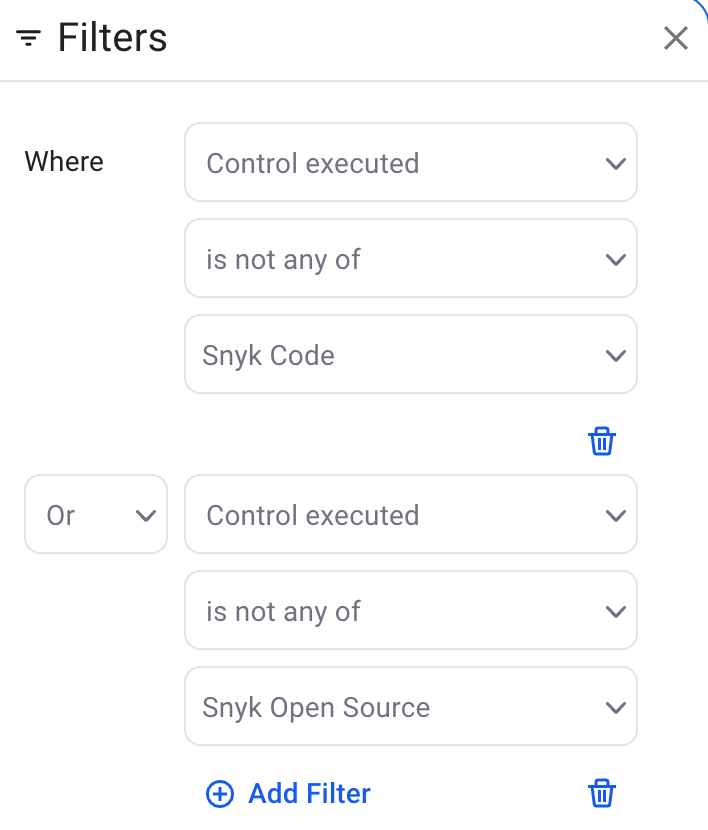 Filters
Where
Control executed
is not any of
Snyk Code
Or
Control executed
is not any of
Snyk Open Source
Add Filter